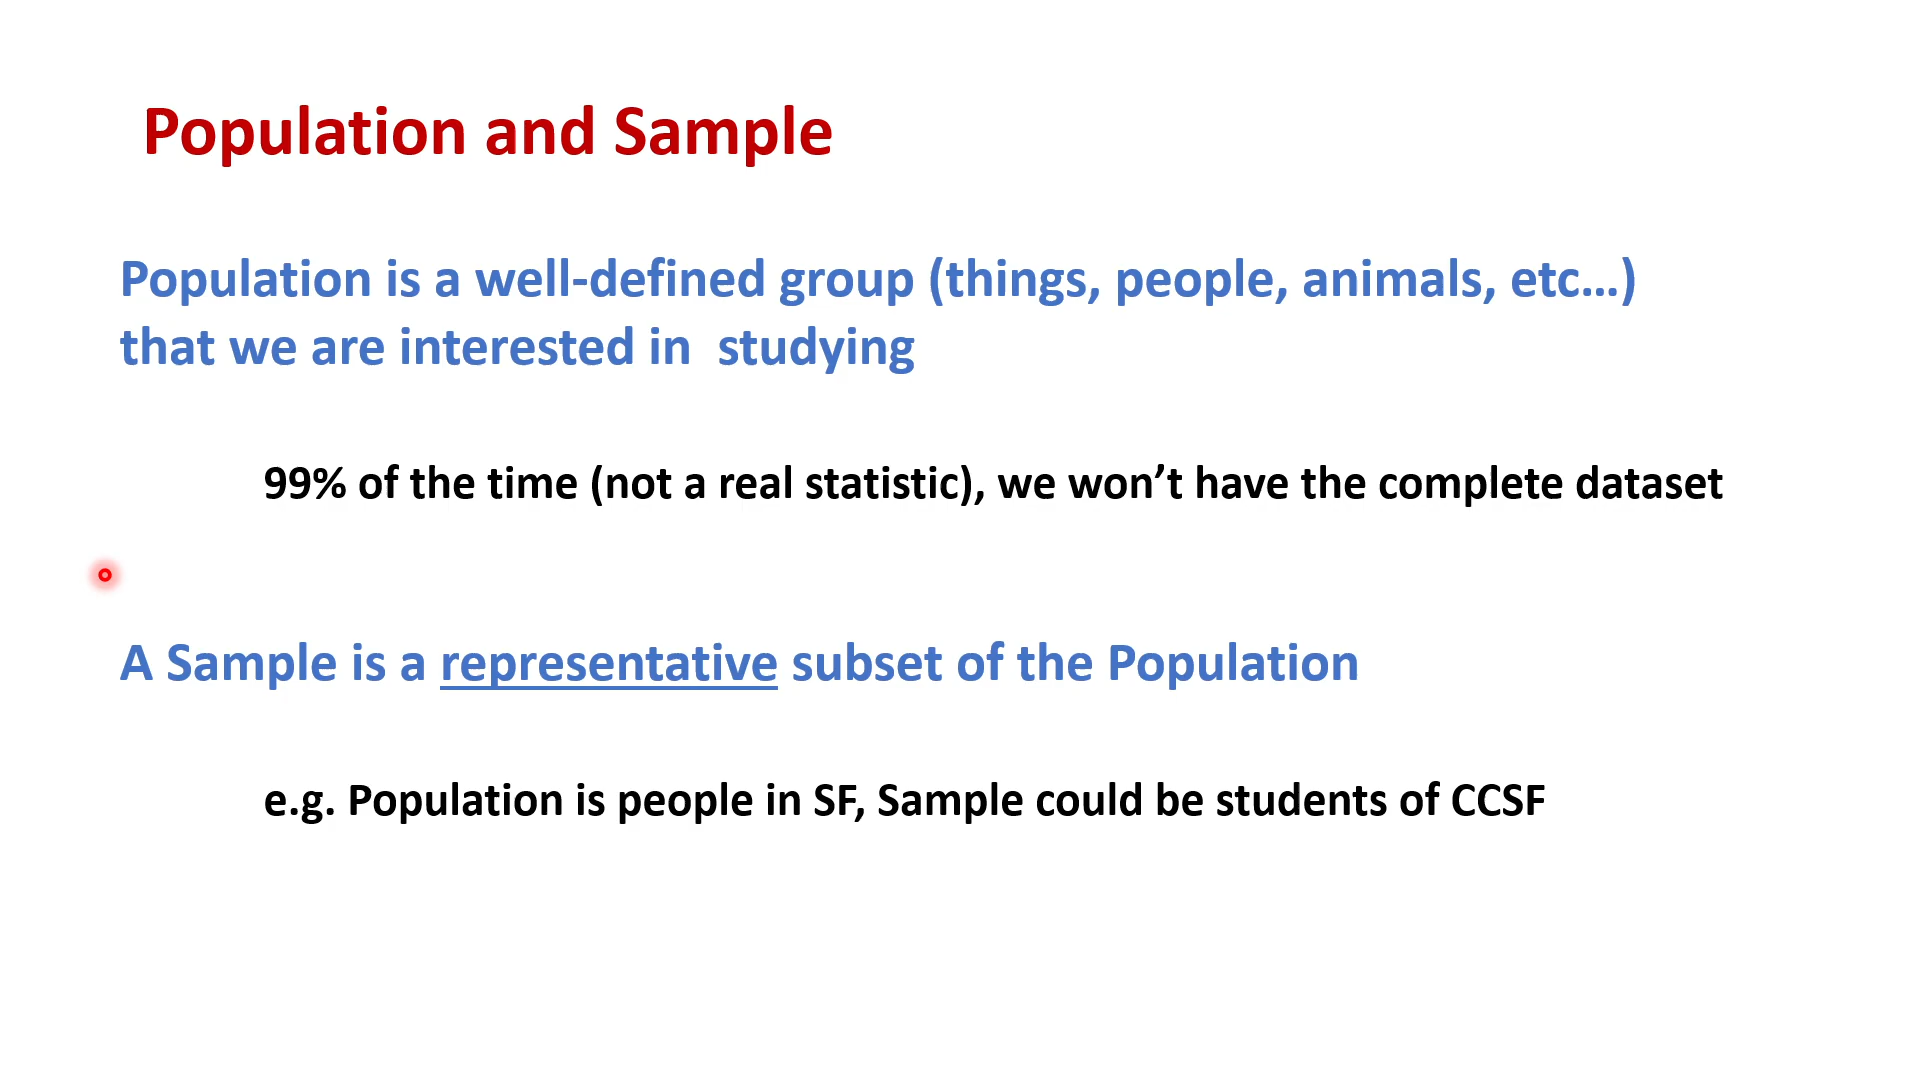 Population and Sample
Population is a well-defined group (things, people, animals, etc...)
that we are interested in  studying
99% of the time (not a real statistic), we won’t have the complete dataset
A Sample is a representative subset of the Population
e.g. Population is people in SF, Sample could be students of CCSF